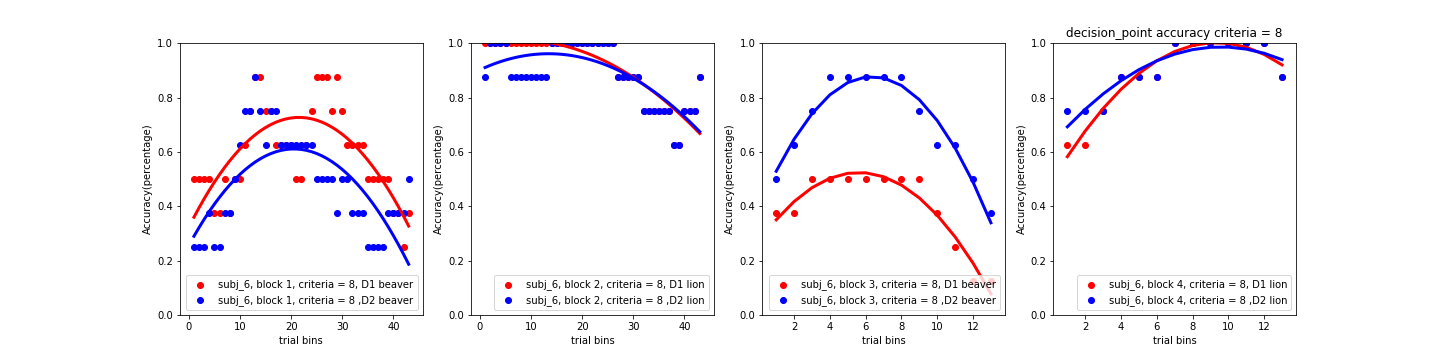 decision_point accuracy criteria = 8
1.0
0.8
0.6
0.4
0.2
0.0
Accuracy(percentage)
subj_6, block 1, criteria = 8, D1 beaver
subj_6, block 1, criteria = 8 ,D2 beaver
0 10 20 30 40
trial bins
1.0
0.8
0.6
0.4
0.2
0.0
Accuracy(percentage)
subj_6, block 2, criteria = 8, D1 lion
subj_6, block 2, criteria = 8 ,D2 lion
0 10 20 30 40
trial bins
1.0
0.8
0.6
0.4
0.2
0.0
Accuracy(percentage)
subj_6, block 3, criteria = 8, D1 beaver
subj_6, block 3, criteria = 8 ,D2 beaver
2 4 6 8 10 12
trial bins
1.0
0.8
0.6
0.4
0.2
0.0
Accuracy(percentage)
subj_6, block 4, criteria = 8, D1 lion
subj_6, block 4, criteria = 8 ,D2 lion
2 4 6 8 10 12
trial bins